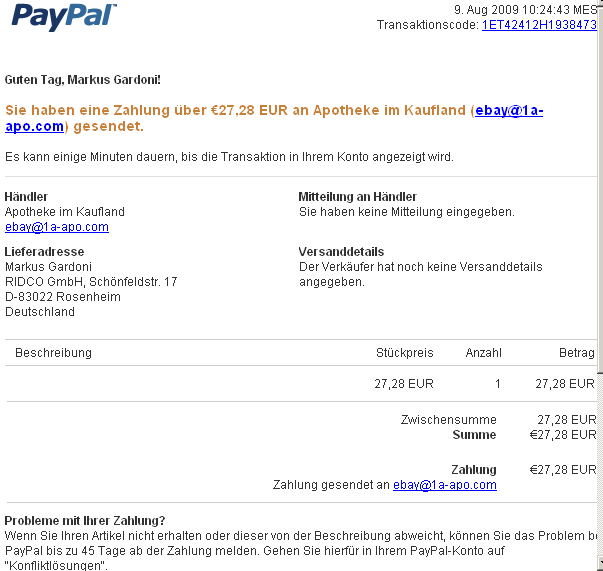 PayPal™
9. Aug 2009 10:24:43 MES
Transaktionscode: 1ET42412H1938473
Guten Tag, Markus Gardoni!
Sie haben eine Zahlung über €27,28 EUR an Apotheke im Kaufland (ebay@1a-
apo.com) gesendet.
Es kann einige Minuten dauern, bis die Transaktion in Ihrem Konto angezeigt wird.
Händler
Apotheke im Kaufland
ebay@1a-apo.com
Mitteilung an Händler
Sie haben keine Mitteilung eingegeben.
Lieferadresse
Markus Gardoni
RIDCO GmbH, Schönfeldstr. 17
D-83022 Rosenheim
Deutschland
Versanddetails
Der Verkäufer hat noch keine Versanddetails
angegeben.
Beschreibung Stückpreis Anzahl Betrag
27,28 EUR 1 27,28 EUR
Zwischensumme 27,28 EUR
Summe €27,28 EUR
Zahlung €27,28 EUR
Zahlung gesendet an ebay@1a-apo.com
Probleme mit Ihrer Zahlung?
Wenn Sie Ihren Artikel nicht erhalten oder dieser von der Beschreibung abweicht, können Sie das Problem b
PayPal bis zu 45 Tage ab der Zahlung melden. Gehen Sie hierfür in Ihrem PayPal-Konto auf
"Konfliktlösungen".